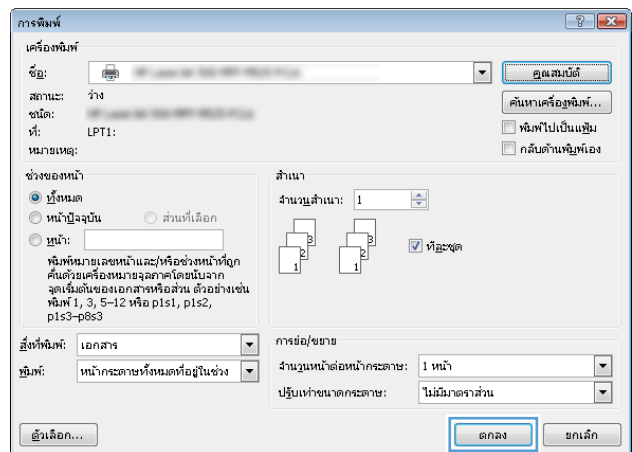 การพิมพ์
เครื่องพิมพ์
ชื่อ:
คุณสมบัติ
สถานะ: ว่าง
ค้นหาเครื่องพิมพ์...
ชนิด:
ที่: LPT1:
พิมพ์ไปเป็นแฟ้ม
หมายเหตุ:
กลับด้านพิมพ์เอง
ช่วงของหน้า
ทั้งหมด
หน้าปัจจุบัน ส่วนที่เลือก
หน้า:
พิมพ์หมายเลขหน้าและ/หรือช่วงหน้าที่ถูก
คั่นด้วยเครื่องหมายจุลภาคโดยนับจาก
จุดเริ่มต้นของเอกสารหรือส่วน ตัวอย่างเช่น
พิมพ์ 1, 3, 5–12 หรือ p1s1, p1s2,
p1s3–p8s3
สำเนา
จำนวนสำเนา: 1
1 2 3 1 2 3
ทีละชุด
สิ่งที่พิมพ์: เอกสาร
พิมพ์: หน้ากระดาษทั้งหมดที่อยู่ในช่วง
การย่อ/ขยาย
จำนวนหน้าต่อหน้ากระดาษ: 1 หน้า
ปรับเท่าขนาดกระดาษ: ไม่มีมาตราส่วน
ตัวเลือก...
ตกลง
ยกเลิก